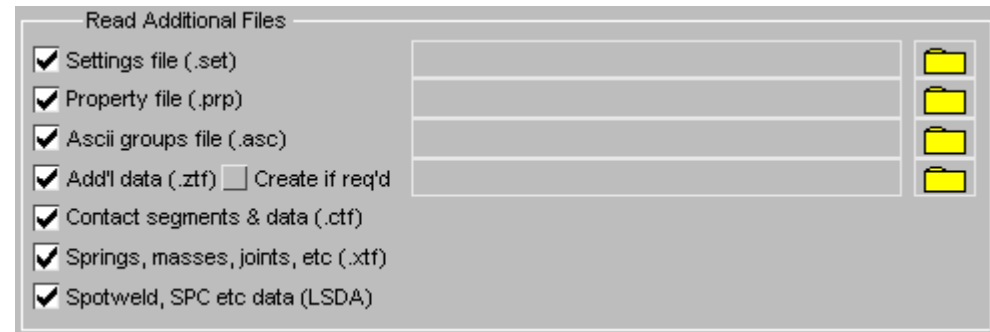 Read Additional Files
Settings file (.set)
Property file (.prp)
Ascii groups file (.asc)
Add'l data (.ztf) Create if req'd
Contact segments & data (.ctf)
Springs, masses, joints, etc (.xtf)
Spotweld, SPC etc data (LSDA)